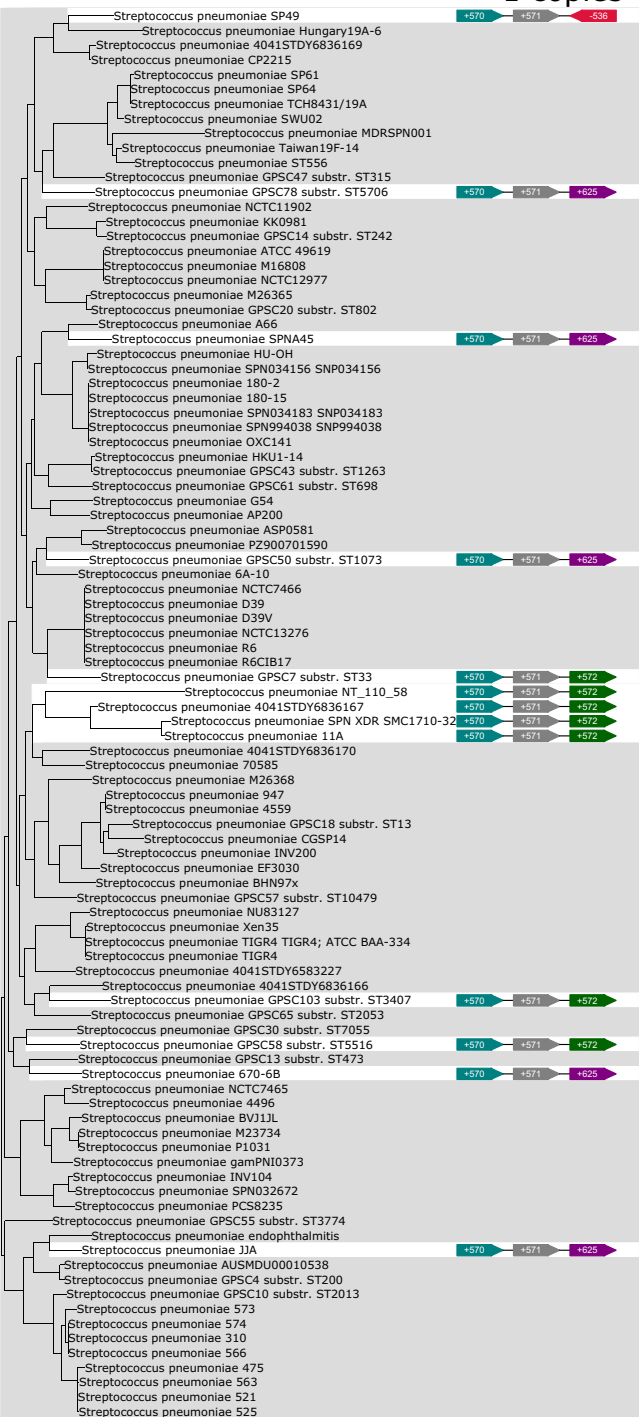 Streptococcus pneumoniae SP49 +570 +571 -536
Streptococcus pneumoniae Hungary19A-6
Streptococcus pneumoniae 4041STDY6836169
Streptococcus pneumoniae CP2215
Streptococcus pneumoniae SP61
Streptococcus pneumoniae SP64
Streptococcus pneumoniae TCH8431/19A
Streptococcus pneumoniae SWU02
Streptococcus pneumoniae MDRSPN001
Streptococcus pneumoniae Taiwan19F-14
Streptococcus pneumoniae ST556
Streptococcus pneumoniae GPSC47 substr. ST315
Streptococcus pneumoniae GPSC78 substr. ST5706 +570 +571 +625
Streptococcus pneumoniae NCTC11902
Streptococcus pneumoniae KK0981
Streptococcus pneumoniae GPSC14 substr. ST242
Streptococcus pneumoniae ATCC 49619
Streptococcus pneumoniae M16808
Streptococcus pneumoniae NCTC12977
Streptococcus pneumoniae M26365
Streptococcus pneumoniae GPSC20 substr. ST802
Streptococcus pneumoniae A66
Streptococcus pneumoniae SPNA45 +570 +571 +625
Streptococcus pneumoniae HU-OH
Streptococcus pneumoniae SPN034156 SNP034156
Streptococcus pneumoniae 180-2
Streptococcus pneumoniae 180-15
Streptococcus pneumoniae SPN034183 SNP034183
Streptococcus pneumoniae SPN994038 SNP994038
Streptococcus pneumoniae OXC141
Streptococcus pneumoniae HKU1-14
Streptococcus pneumoniae GPSC43 substr. ST1263
Streptococcus pneumoniae GPSC61 substr. ST698
Streptococcus pneumoniae G54
Streptococcus pneumoniae AP200
Streptococcus pneumoniae ASP0581
Streptococcus pneumoniae PZ900701590
Streptococcus pneumoniae GPSC50 substr. ST1073 +570 +571 +625
Streptococcus pneumoniae 6A-10
Streptococcus pneumoniae NCTC7466
Streptococcus pneumoniae D39
Streptococcus pneumoniae D39V
Streptococcus pneumoniae NCTC13276
Streptococcus pneumoniae R6
Streptococcus pneumoniae R6CIB17
Streptococcus pneumoniae GPSC7 substr. ST33 +570 +571 +572
Streptococcus pneumoniae NT_110_58 +570 +571 +572
Streptococcus pneumoniae 4041STDY6836167 +570 +571 +572
Streptococcus pneumoniae SPN XDR SMC1710-32 +570 +571 +572
Streptococcus pneumoniae 11A +570 +571 +572
Streptococcus pneumoniae 4041STDY6836170
Streptococcus pneumoniae 70585
Streptococcus pneumoniae M26368
Streptococcus pneumoniae 947
Streptococcus pneumoniae 4559
Streptococcus pneumoniae GPSC18 substr. ST13
Streptococcus pneumoniae CGSP14
Streptococcus pneumoniae INV200
Streptococcus pneumoniae EF3030
Streptococcus pneumoniae BHN97x
Streptococcus pneumoniae GPSC57 substr. ST10479
Streptococcus pneumoniae NU83127
Streptococcus pneumoniae Xen35
Streptococcus pneumoniae TIGR4 TIGR4; ATCC BAA-334
Streptococcus pneumoniae TIGR4
Streptococcus pneumoniae 4041STDY6583227
Streptococcus pneumoniae 4041STDY6836166
Streptococcus pneumoniae GPSC103 substr. ST3407 +570 +571 +572
Streptococcus pneumoniae GPSC65 substr. ST2053
Streptococcus pneumoniae GPSC30 substr. ST7055
Streptococcus pneumoniae GPSC58 substr. ST5516 +570 +571 +572
Streptococcus pneumoniae GPSC13 substr. ST473
Streptococcus pneumoniae 670-6B +570 +571 +625
Streptococcus pneumoniae NCTC7465
Streptococcus pneumoniae 4496
Streptococcus pneumoniae BVJ1JL
Streptococcus pneumoniae M23734
Streptococcus pneumoniae P1031
Streptococcus pneumoniae gamPNI0373
Streptococcus pneumoniae INV104
Streptococcus pneumoniae SPN032672
Streptococcus pneumoniae PCS8235
Streptococcus pneumoniae GPSC55 substr. ST3774
Streptococcus pneumoniae endophthalmitis
Streptococcus pneumoniae JJA +570 +571 +625
Streptococcus pneumoniae AUSMDU00010538
Streptococcus pneumoniae GPSC4 substr. ST200
Streptococcus pneumoniae GPSC10 substr. ST2013
Streptococcus pneumoniae 573
Streptococcus pneumoniae 574
Streptococcus pneumoniae 310
Streptococcus pneumoniae 566
Streptococcus pneumoniae 475
Streptococcus pneumoniae 563
Streptococcus pneumoniae 521
Streptococcus pneumoniae 525